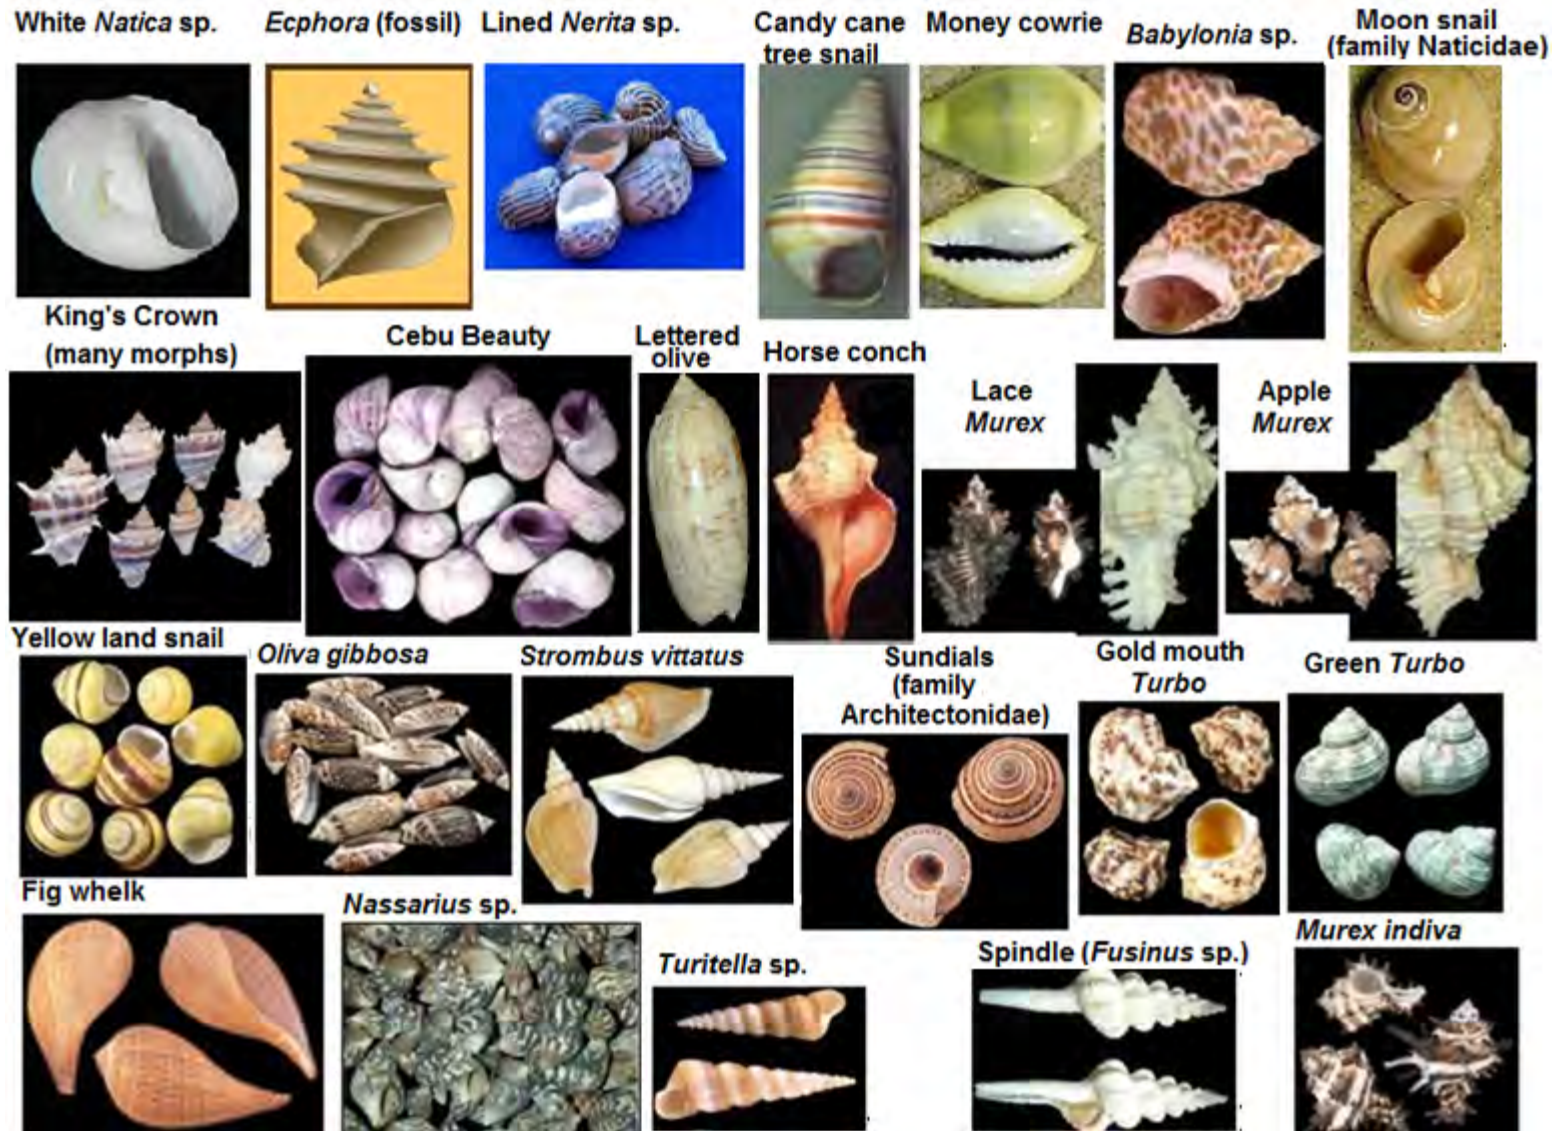 White Natica sp.
Ecphora (fossil)
Lined Nerita sp.
Candy cane
tree snail
Money cowrie
Babylonia sp.
Moon snail
(family Naticidae)
King's Crown
(many morphs)
Cebu Beauty
Lettered
olive
Horse conch
Lace
Murex
Apple
Murex
Yellow land snail
Oliva gibbosa
Strombus vittatus
Sundials
(family
Architectonidae)
Gold mouth
Turbo
Green Turbo
Fig whelk
Nassarius sp.
Turitella sp.
Spindle (Fusinus sp.)
Murex indiva